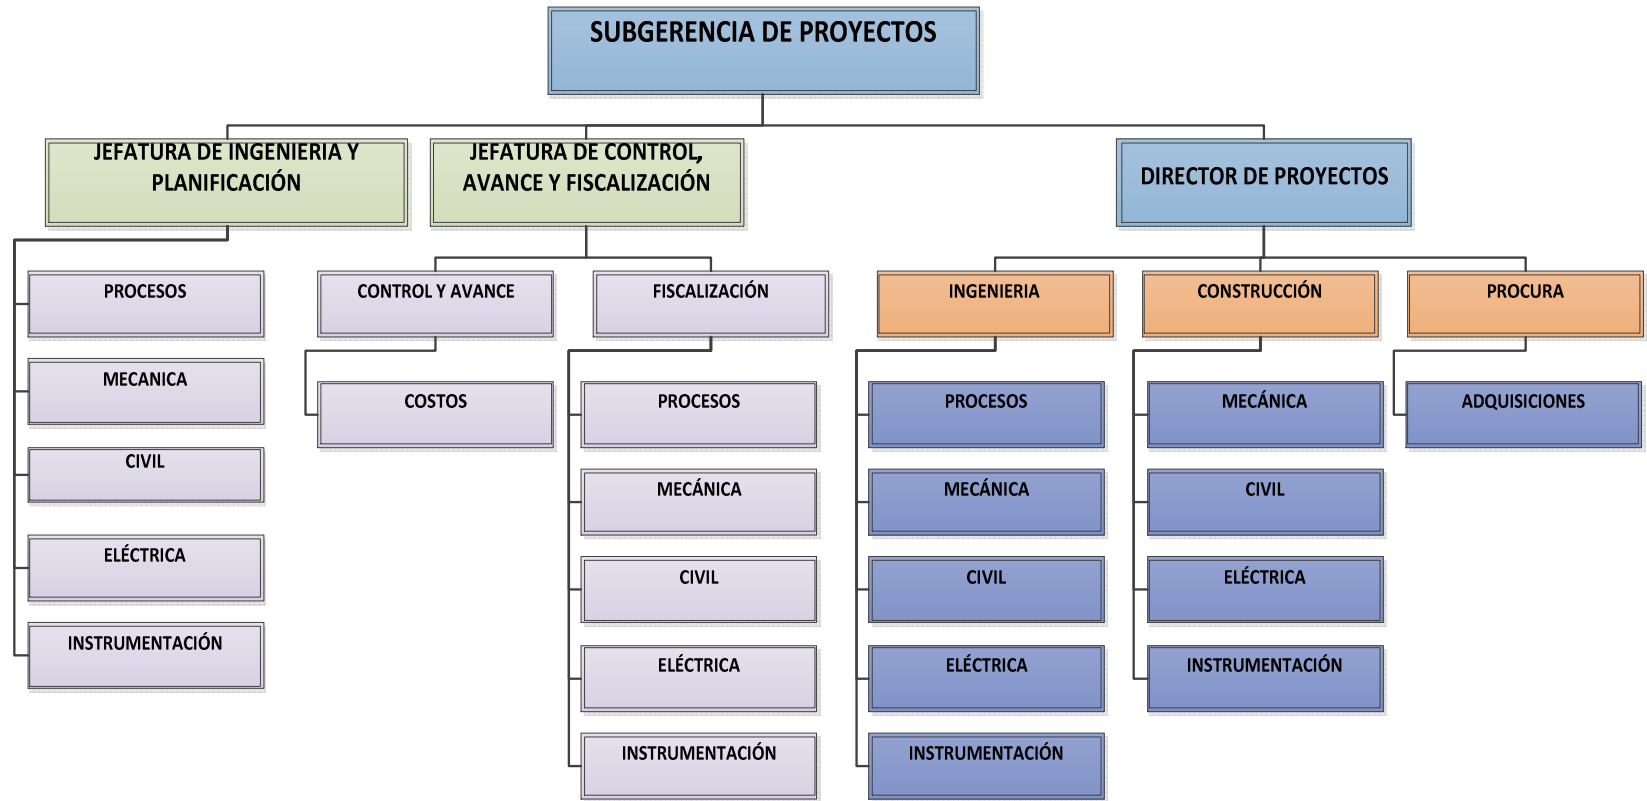 SUBGERENCIA DE PROYECTOS
JEFATURA DE INGENIERIA Y
PLANIFICACIÓN
JEFATURA DE CONTROL,
AVANCE Y FISCALIZACIÓN
DIRECTOR DE PROYECTOS
PROCESOS
MECANICA
CIVIL
ELÉCTRICA
INSTRUMENTACIÓN
CONTROL Y AVANCE
COSTOS
FISCALIZACIÓN
PROCESOS
MECÁNICA
CIVIL
ELÉCTRICA
INSTRUMENTACIÓN
INGENIERIA
PROCESOS
MECÁNICA
CIVIL
ELÉCTRICA
INSTRUMENTACIÓN
CONSTRUCCIÓN
MECÁNICA
CIVIL
ELÉCTRICA
INSTRUMENTACIÓN
PROCURA
ADQUISICIONES